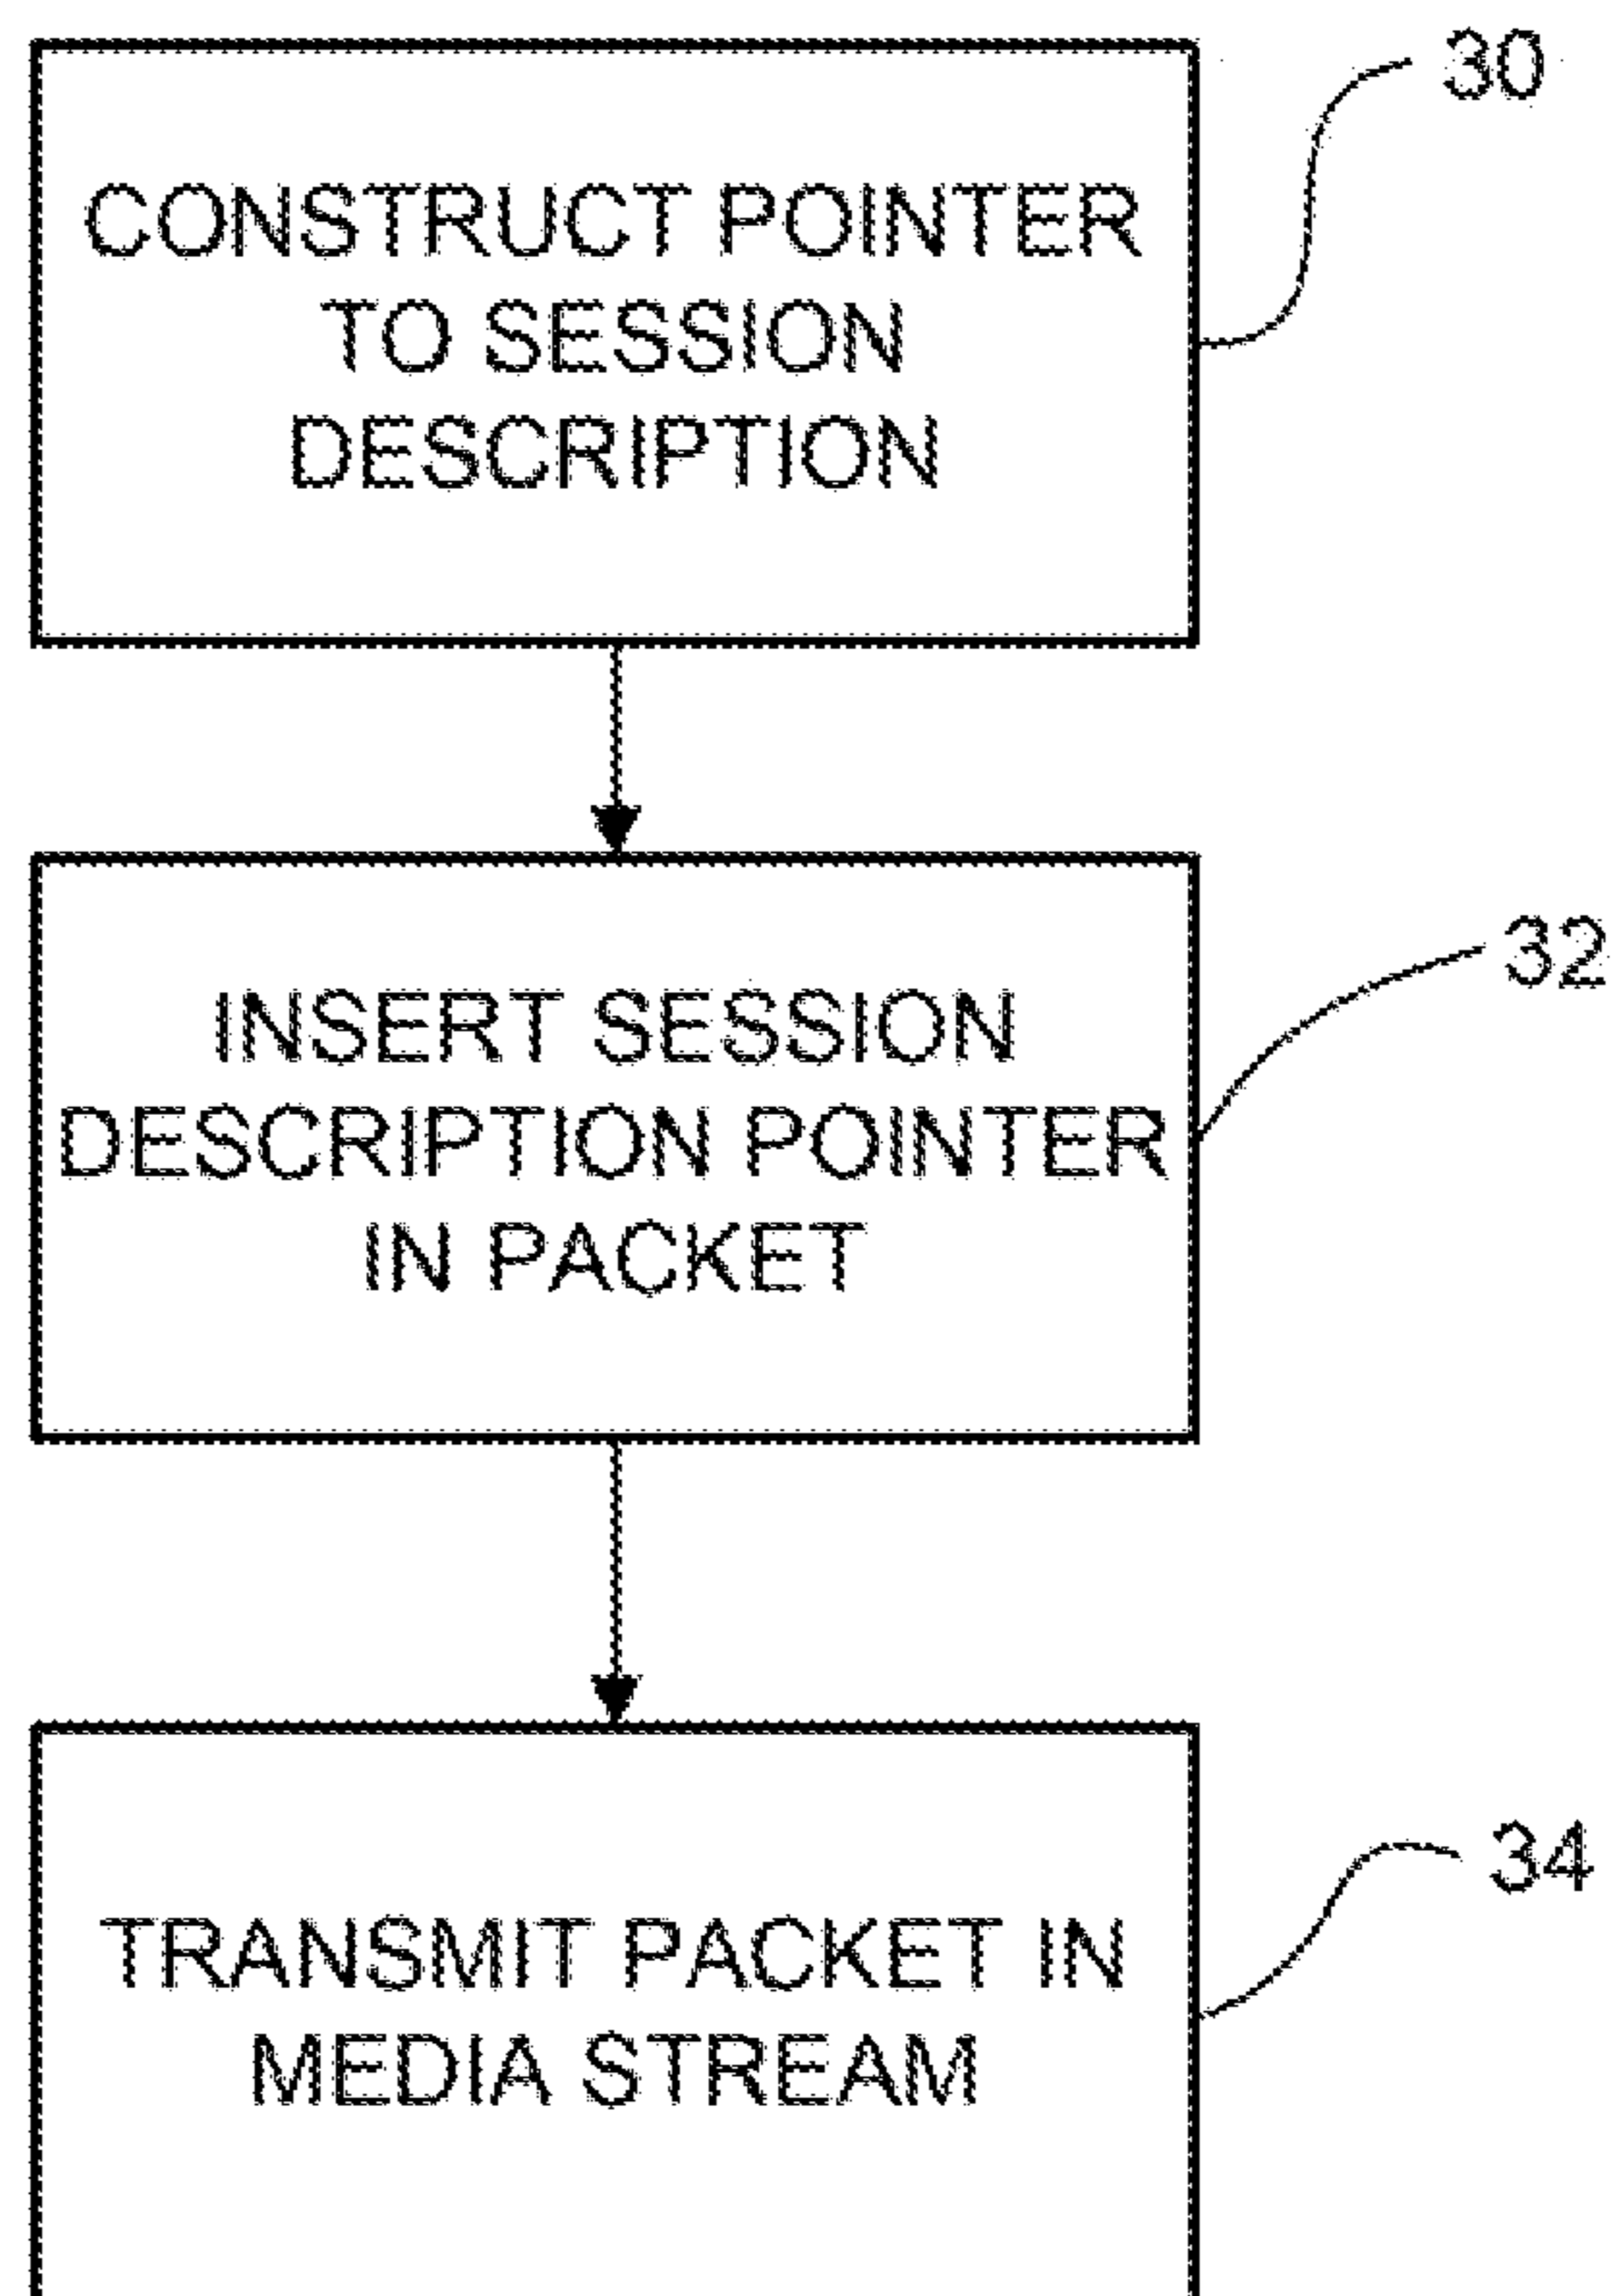 30
CONSTRUCT POINTER
TO SESSION
DESCRIPTION
32
INSERT SESSION
DESCRIPTION POINTER
IN PACKET
34
TRANSMIT PACKET IN
MEDIA STREAM